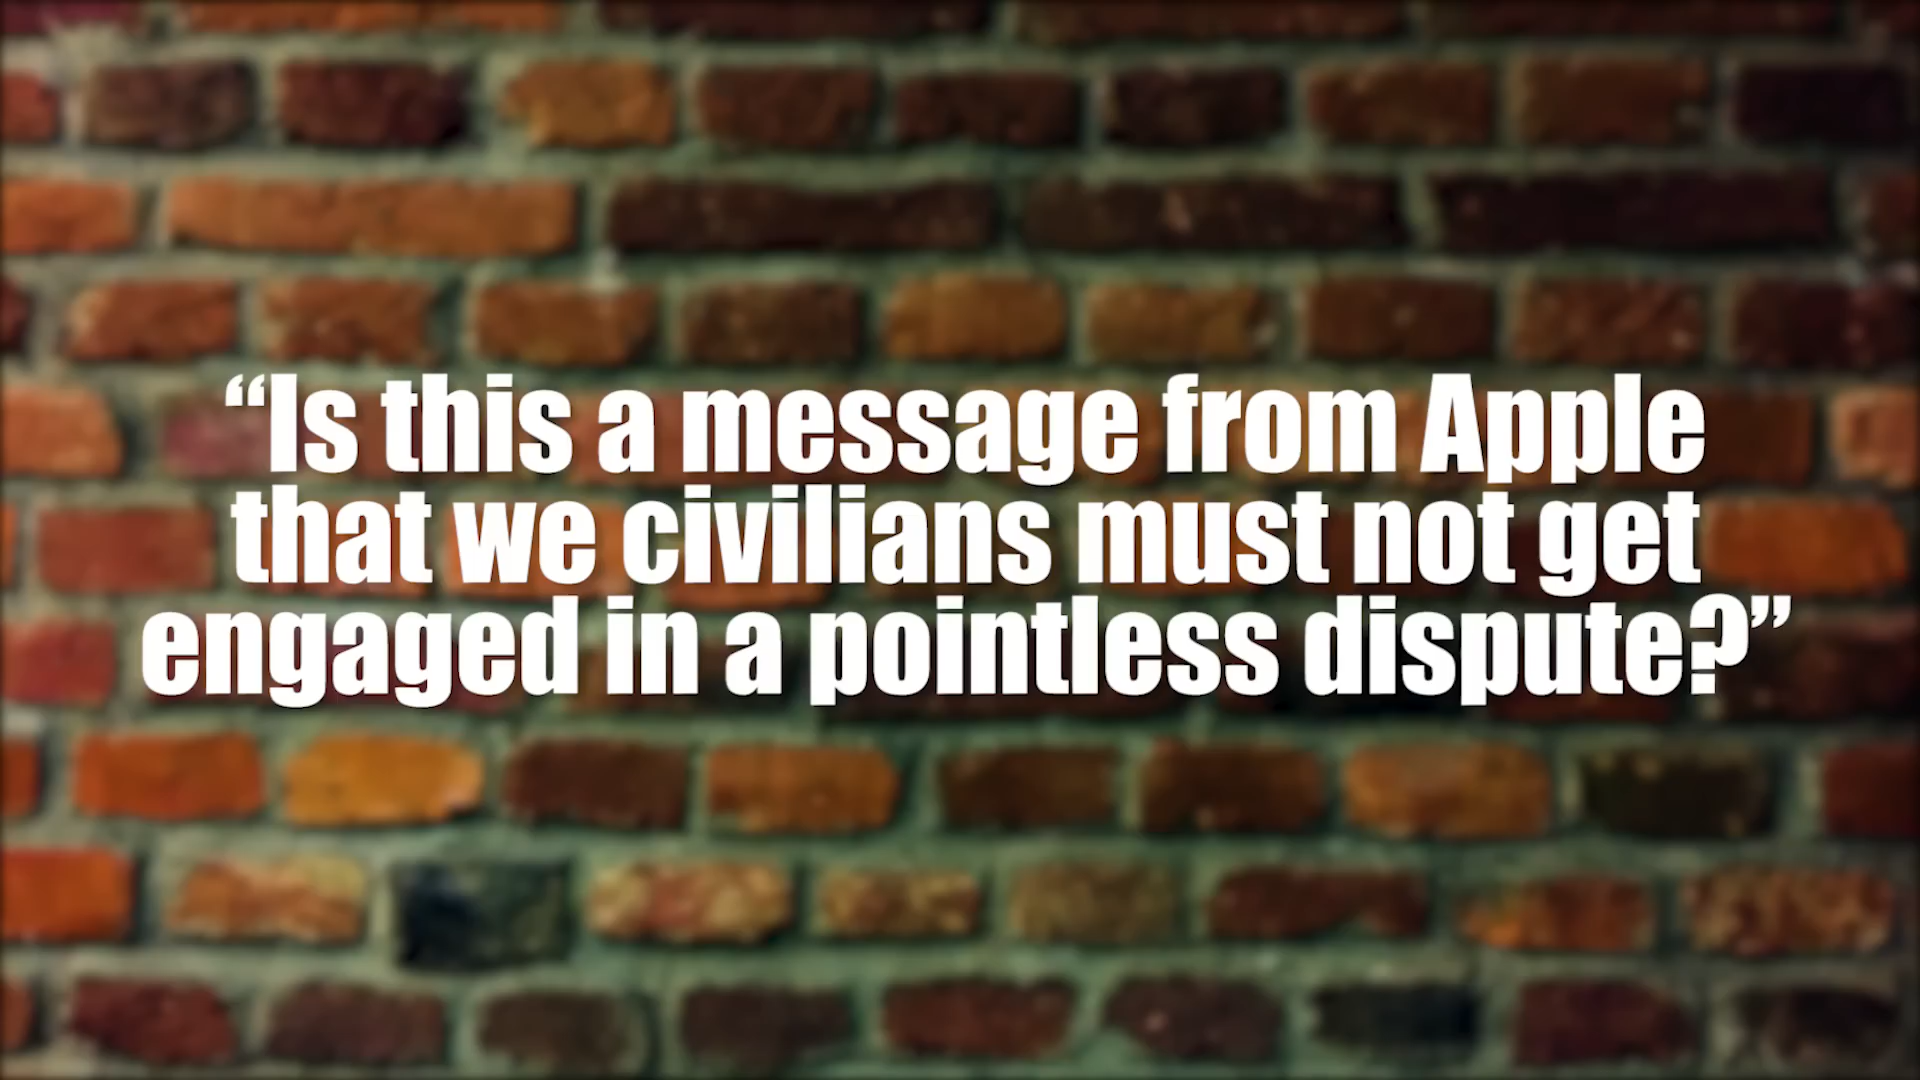 “Is this a message from Apple
that we civilians must not get
engaged in a pointless dispute?”